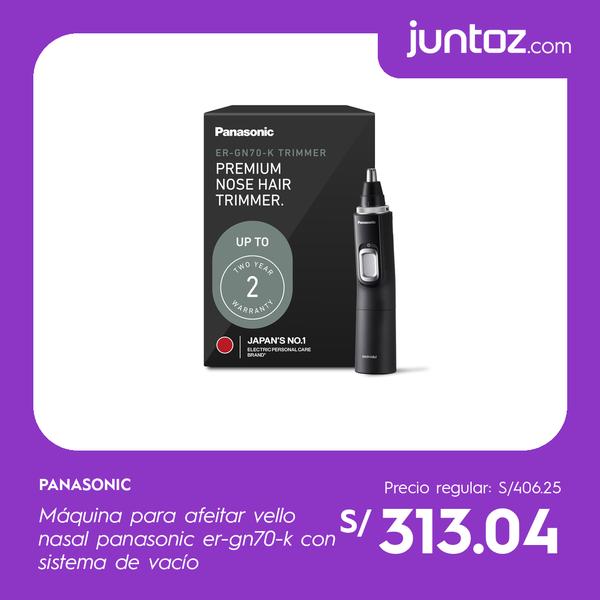 juntoz.com
Panasonic
ER-GN70-K TRIMMER
PREMIUM
NOSE HAIR
TRIMMER.
UP TO
TWO YEAR
2
WARRANTY
JAPAN'S NO.1
ELECTRIC PERSONAL CARE
BRAND*
Panasonic
PANASONIC
Máquina para afeitar vello
nasal panasonic er-gn70-k con
sistema de vacío
Precio regular: S/406.25
S/ 313.04